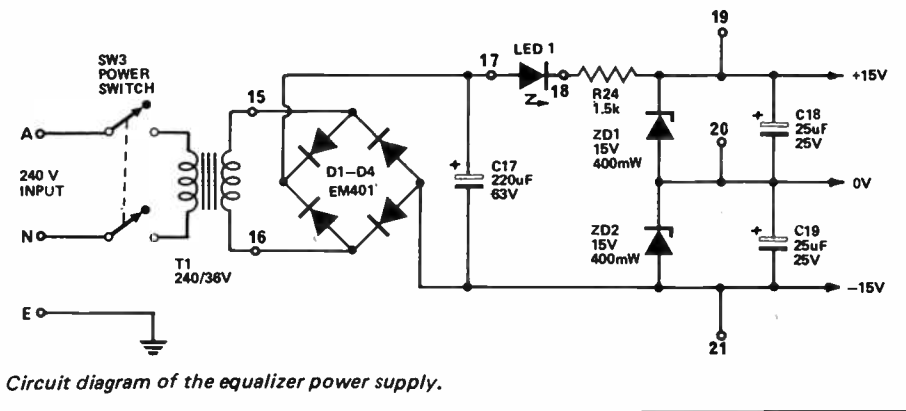 SW3
POWER
SWITCH
A
240 V
INPUT
N
E
T1
240/36V
15
16
D1-D4
EM401
+
C17
220uF
63V
17
LED 1
18
R24
1.5k
19
ZD1
15V
400mW
20
+
C18
25uF
25V
+15V
0V
ZD2
15V
400mW
+
C19
25uF
25V
-15V
21
Circuit diagram of the equalizer power supply.